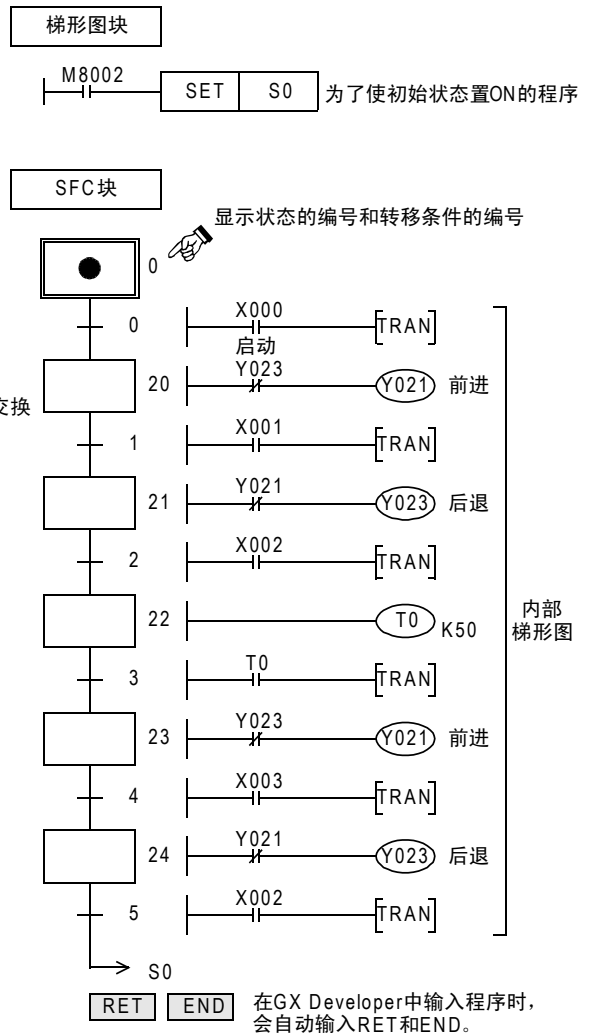 梯形图块
M8002
SET S0 为了使初始状态置ON的程序
SFC块
显示状态的编号和转移条件的编号
0
0 X000 TRAN
启动
20 Y023 Y021 前进
交换
1 X001 TRAN
21 Y021 Y023 后退
2 X002 TRAN
22 T0 K50
内部
梯形图
3 T0 TRAN
23 Y023 Y021 前进
4 X003 TRAN
24 Y021 Y023 后退
5 X002 TRAN
S0
RET END 在GX Developer中输入程序时,
会自动输入RET和END。